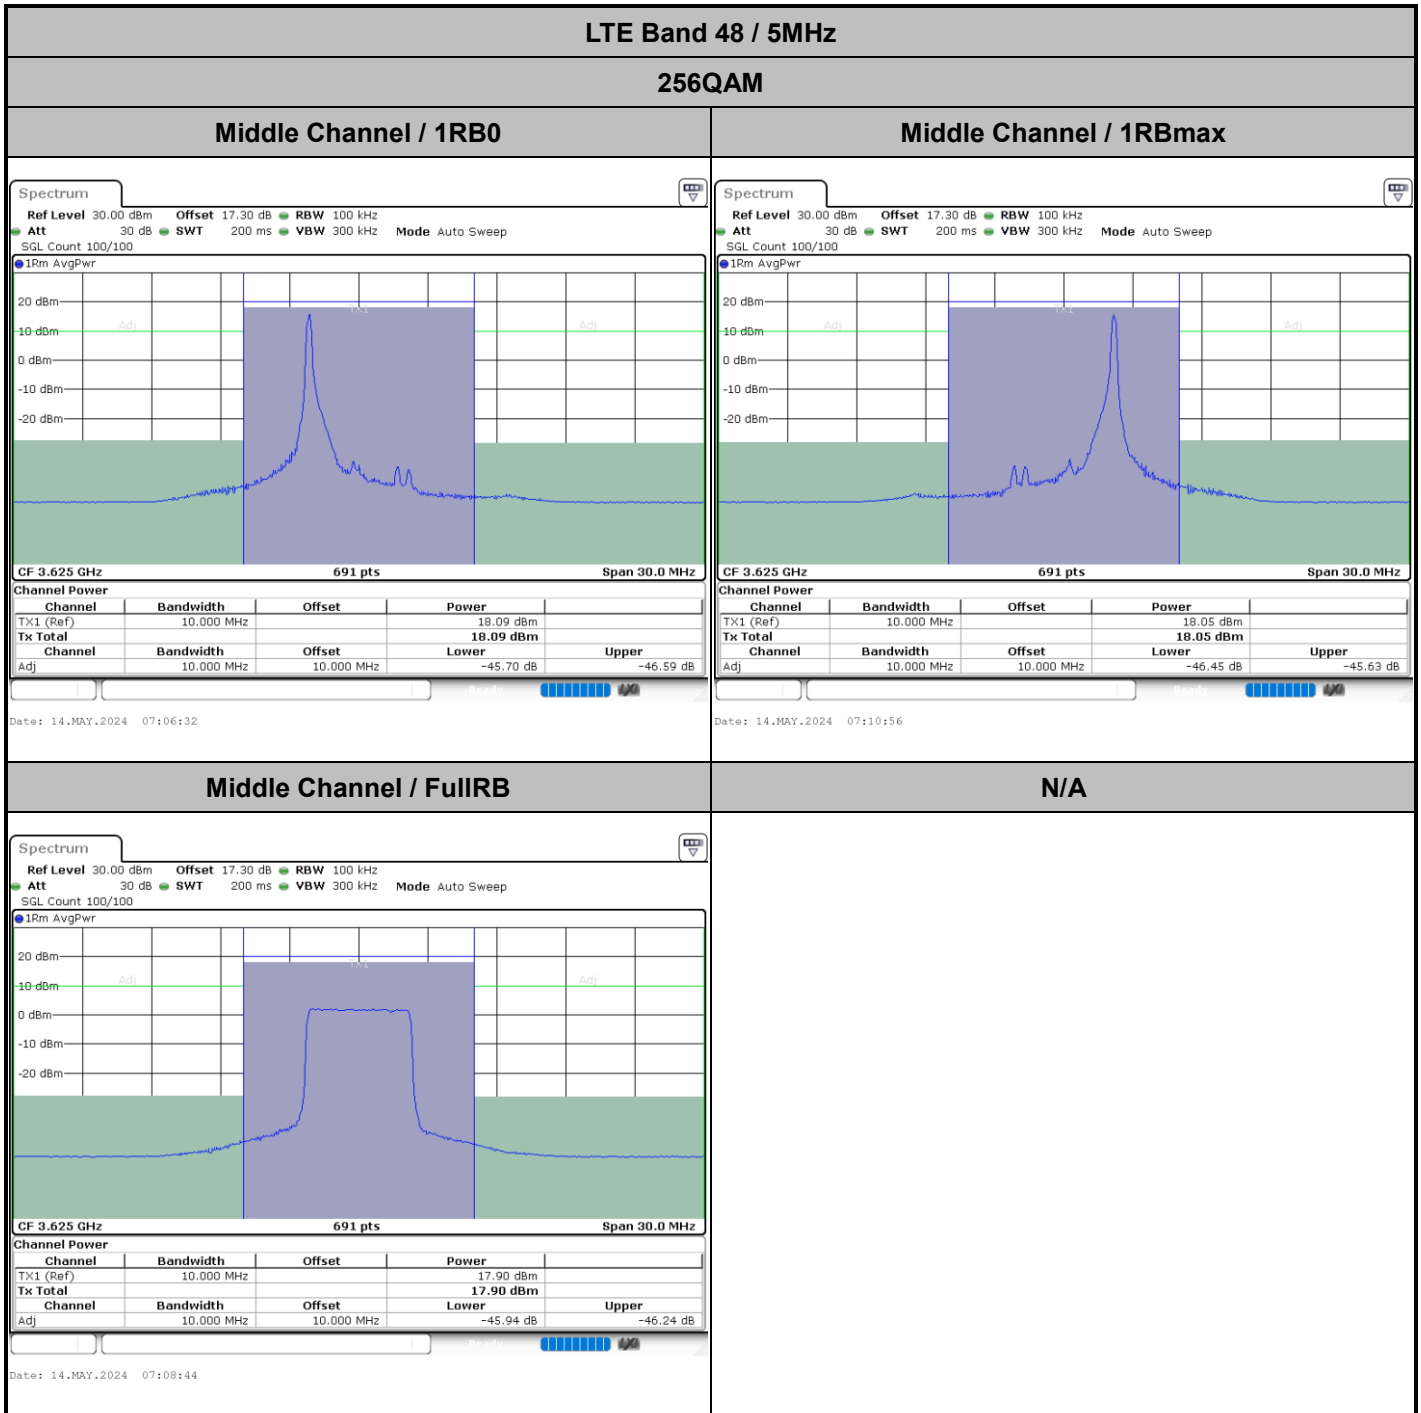 LTE Band 48 / 5MHz
256QAM
Middle Channel / 1RB0
Middle Channel / 1RBmax
Spectrum
Ref Level 30.00 dBm Offset 17.30 dB RBW 100 kHz
Att 30 dB SWT 200 ms VBW 300 kHz Mode Auto Sweep
SGL Count 100/100
1Rm AvgPwr
TX1
20 dBm
Adj
Adj
10 dBm
0 dBm
-10 dBm
-20 dBm
CF 3.625 GHz 691 pts Span 30.0 MHz
Channel Power
Channel Bandwidth Offset Power
TX1 (Ref) 10.000 MHz 18.09 dBm
Tx Total 18.09 dBm
Channel Bandwidth Offset Lower Upper
Adj 10.000 MHz 10.000 MHz -45.70 dB -46.59 dB
Ready
Date: 14.MAY.2024 07:06:32
Spectrum
Ref Level 30.00 dBm Offset 17.30 dB RBW 100 kHz
Att 30 dB SWT 200 ms VBW 300 kHz Mode Auto Sweep
SGL Count 100/100
1Rm AvgPwr
TX1
20 dBm
Adj
Adj
10 dBm
0 dBm
-10 dBm
-20 dBm
CF 3.625 GHz 691 pts Span 30.0 MHz
Channel Power
Channel Bandwidth Offset Power
TX1 (Ref) 10.000 MHz 18.05 dBm
Tx Total 18.05 dBm
Channel Bandwidth Offset Lower Upper
Adj 10.000 MHz 10.000 MHz -46.45 dB -45.63 dB
Ready
Date: 14.MAY.2024 07:10:56
Middle Channel / FullRB
N/A
Spectrum
Ref Level 30.00 dBm Offset 17.30 dB RBW 100 kHz
Att 30 dB SWT 200 ms VBW 300 kHz Mode Auto Sweep
SGL Count 100/100
1Rm AvgPwr
TX1
20 dBm
Adj
Adj
10 dBm
0 dBm
-10 dBm
-20 dBm
CF 3.625 GHz 691 pts Span 30.0 MHz
Channel Power
Channel Bandwidth Offset Power
TX1 (Ref) 10.000 MHz 17.90 dBm
Tx Total 17.90 dBm
Channel Bandwidth Offset Lower Upper
Adj 10.000 MHz 10.000 MHz -45.94 dB -46.24 dB
Ready
Date: 14.MAY.2024 07:08:44